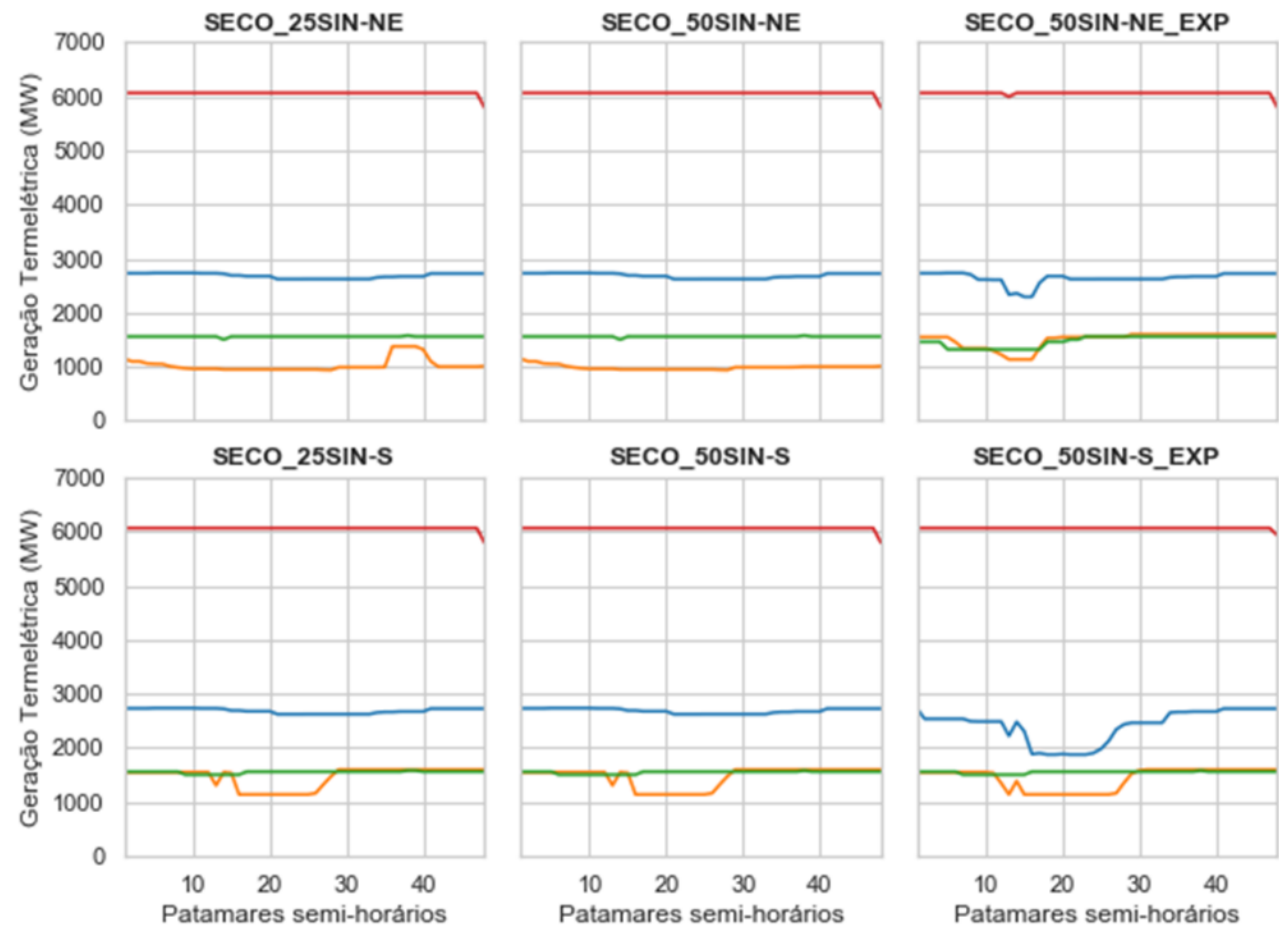 SECO_25SIN-NE SECO_50SIN-NE SECO_50SIN-NE_EXP
Geração Termelétrica (MW)
7000
6000
5000
4000
3000
2000
1000
0
SECO_25SIN-S SECO_50SIN-S SECO_50SIN-S_EXP
Geração Termelétrica (MW)
7000
6000
5000
4000
3000
2000
1000
0
10 20 30 40 10 20 30 40 10 20 30 40
Patamares semi-horários Patamares semi-horários Patamares semi-horários